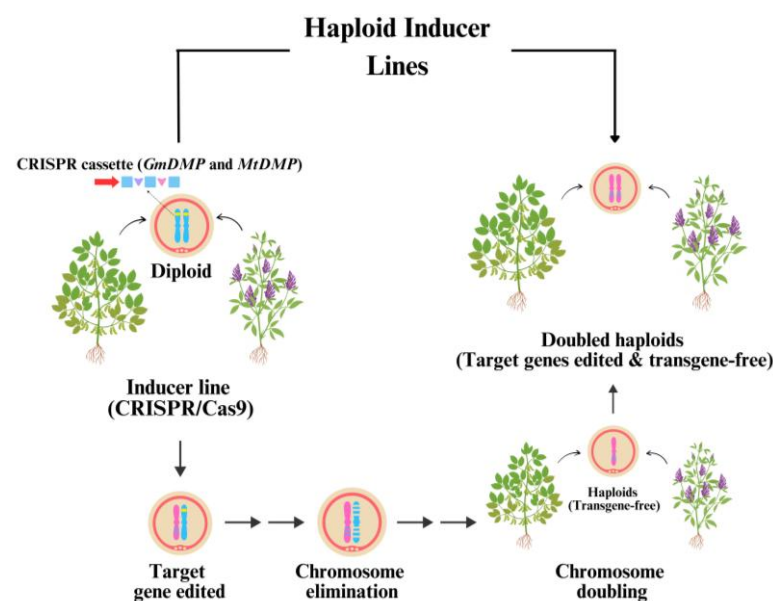 Haploid Inducer
Lines
CRISPR cassette (GmDMP and MtDMP)
Diploid
Inducer line
(CRISPR/Cas9)
Target
gene edited
Chromosome
elimination
Chromosome
doubling
Haploids
(Transgene-free)
Doubled haploids
(Target genes edited & transgene-free)